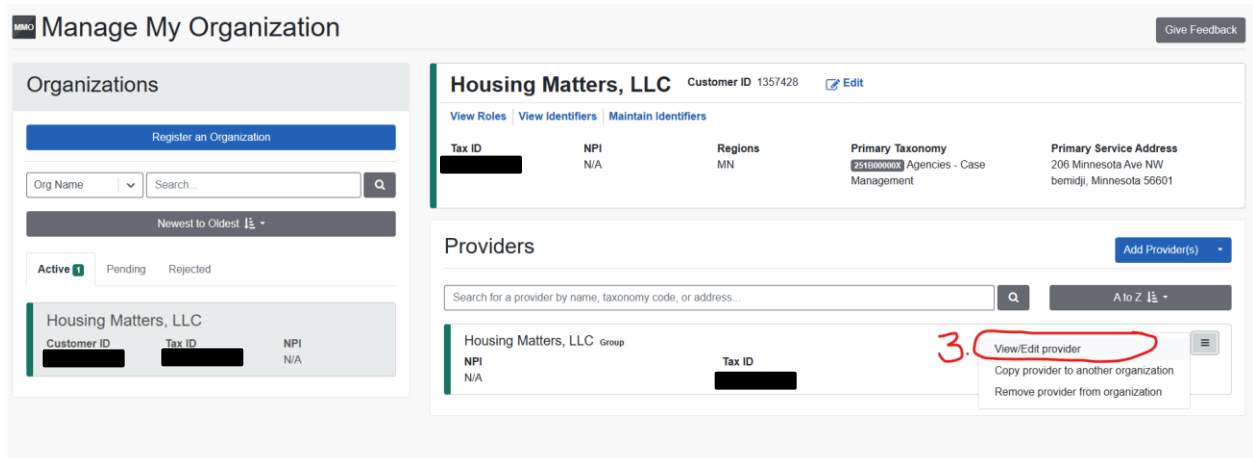 MMO Manage My Organization
Give Feedback
Organizations
Register an Organization
Org Name
Search...
Newest to Oldest
Active 1 Pending Rejected
Housing Matters, LLC
Customer ID Tax ID NPI
N/A
Housing Matters, LLC Customer ID 1357428 Edit
View Roles View Identifiers Maintain Identifiers
Tax ID NPI Regions Primary Taxonomy Primary Service Address
N/A MN 251B00000X Agencies - Case 206 Minnesota Ave NW
Management bemidji, Minnesota 56601
Providers
Add Provider(s)
Search for a provider by name, taxonomy code, or address...
A to Z
Housing Matters, LLC Group
NPI Tax ID
N/A
3.
View/Edit provider
Copy provider to another organization
Remove provider from organization